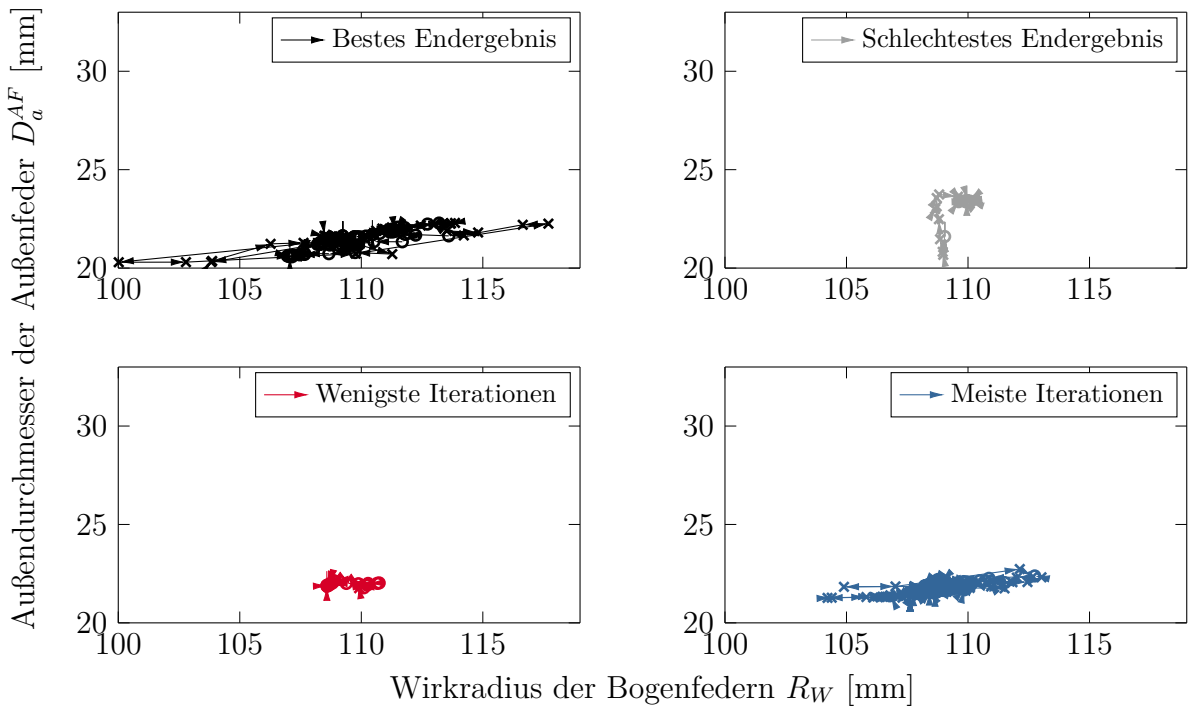 Außendurchmesser der Außenfeder $D_a^{AF}$ [mm]
Bestes Endergebnis
30
25
20
100 105 110 115
Schlechtestes Endergebnis
30
25
20
100 105 110 115
Wenigste Iterationen
30
25
20
100 105 110 115
Meiste Iterationen
30
25
20
100 105 110 115
Wirkradius der Bogenfedern $R_W$ [mm]